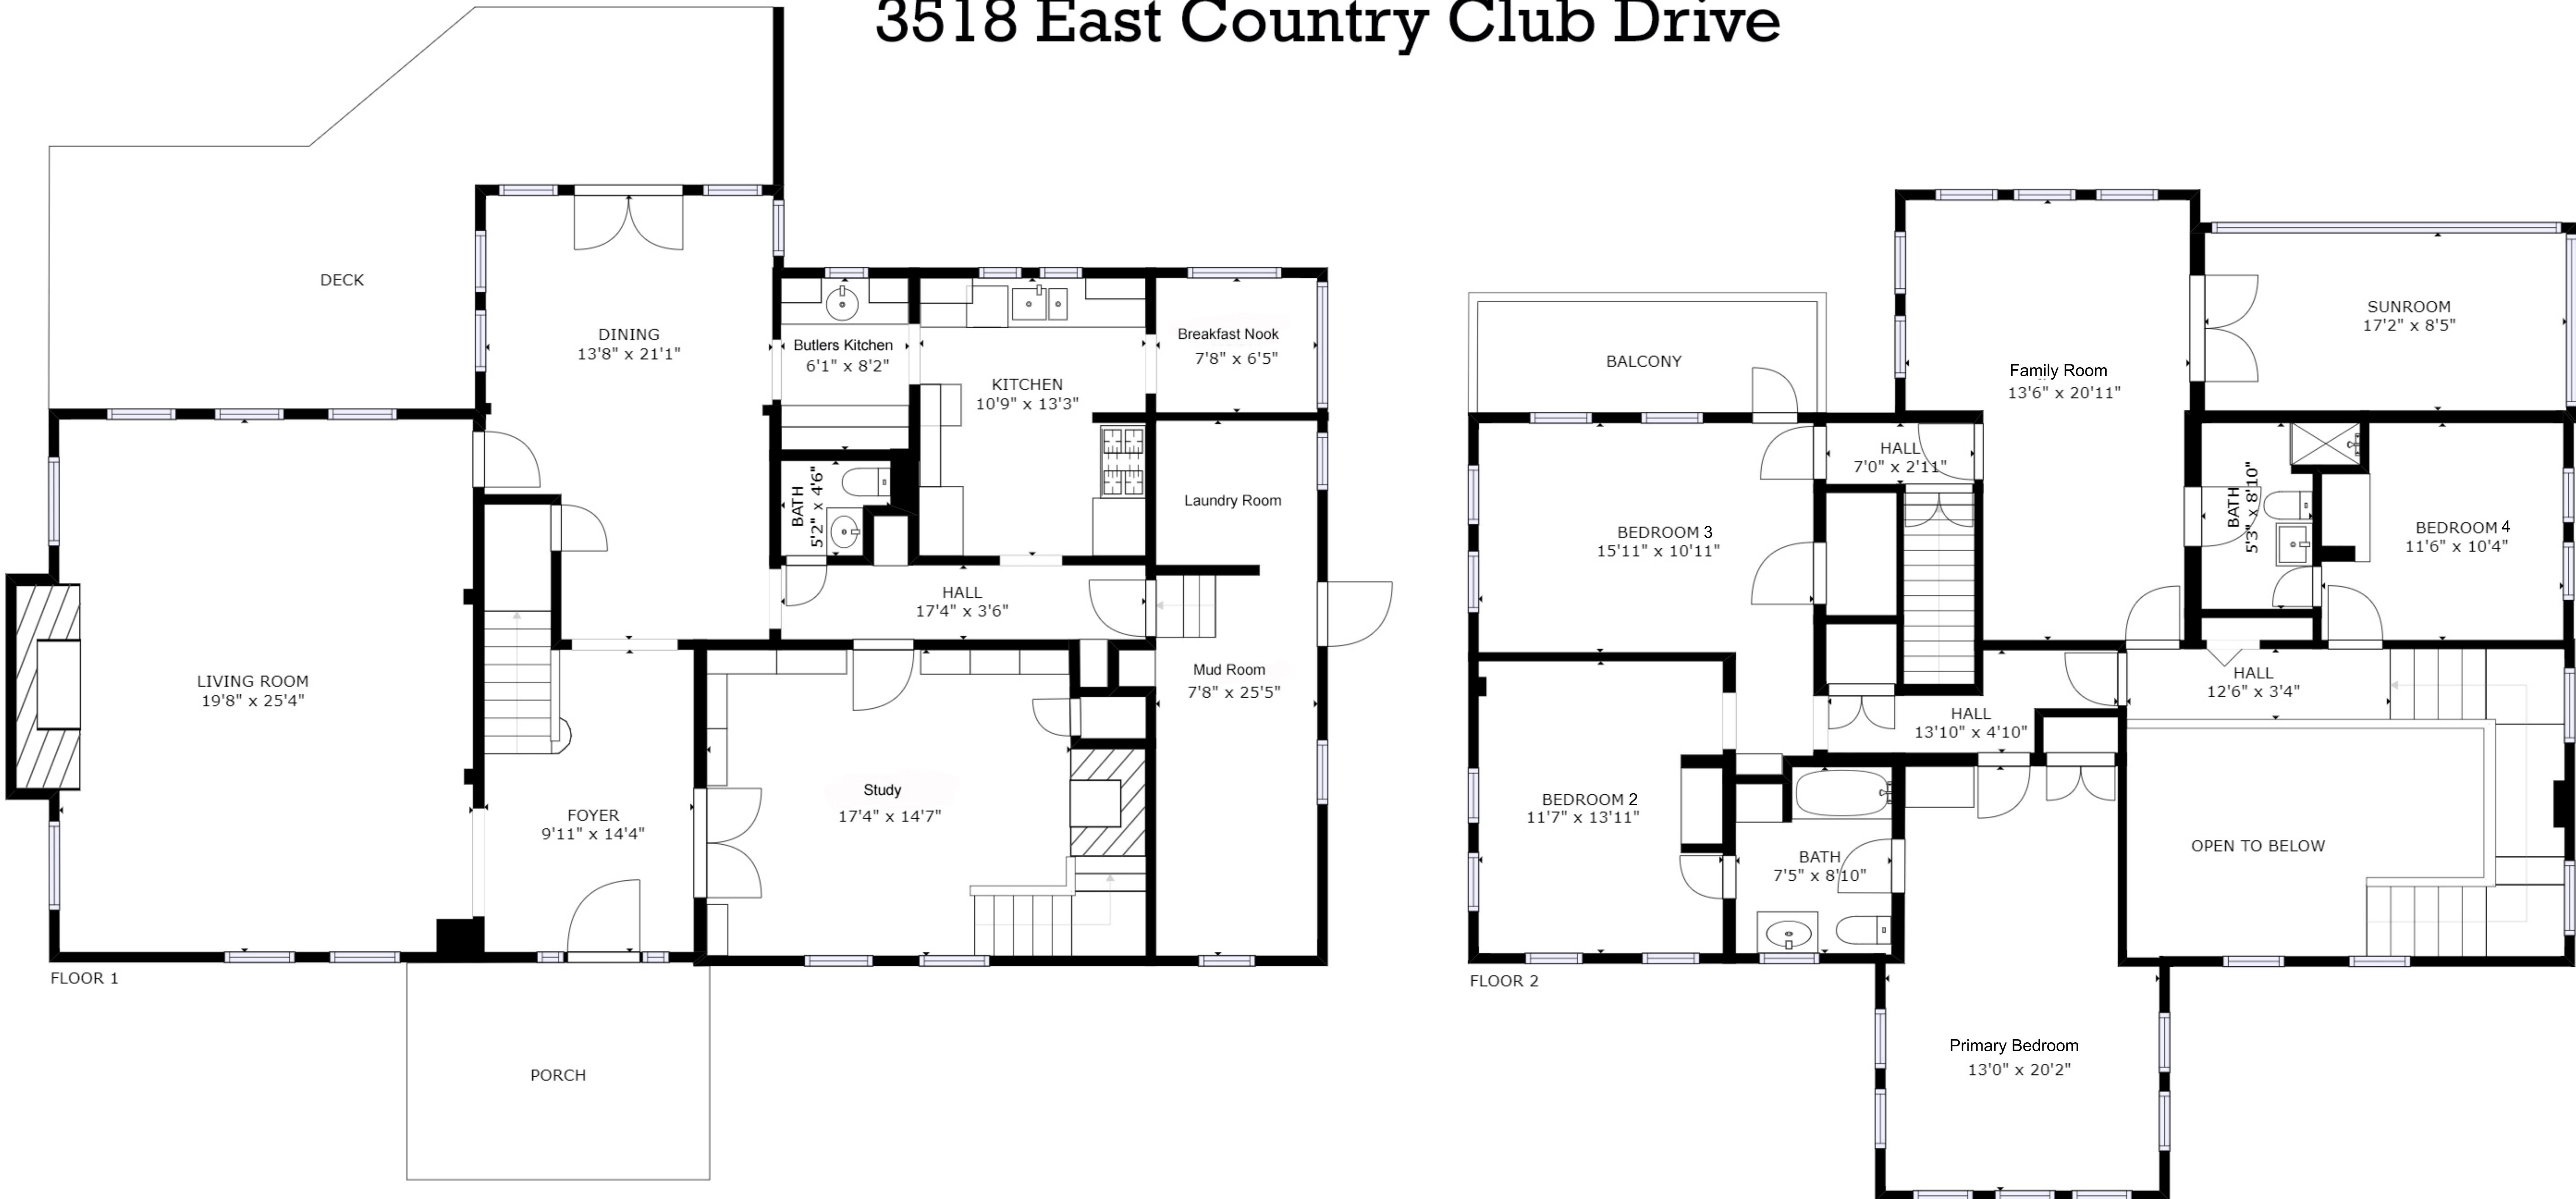 3518 East Country Club Drive
DECK
DINING
13'8" x 21'1"
Butlers Kitchen
6'1" x 8'2"
KITCHEN
10'9" x 13'3"
Breakfast Nook
7'8" x 6'5"
BATH
5'2" x 4'6"
Laundry Room
HALL
17'4" x 3'6"
LIVING ROOM
19'8" x 25'4"
Mud Room
7'8" x 25'5"
FOYER
9'11" x 14'4"
Study
17'4" x 14'7"
FLOOR 1
PORCH
BALCONY
Family Room
13'6" x 20'11"
SUNROOM
17'2" x 8'5"
HALL
7'0" x 2'11"
BEDROOM 3
15'11" x 10'11"
BATH
5'3" x 8'10"
BEDROOM 4
11'6" x 10'4"
HALL
12'6" x 3'4"
HALL
13'10" x 4'10"
BEDROOM 2
11'7" x 13'11"
BATH
7'5" x 8'10"
OPEN TO BELOW
FLOOR 2
Primary Bedroom
13'0" x 20'2"